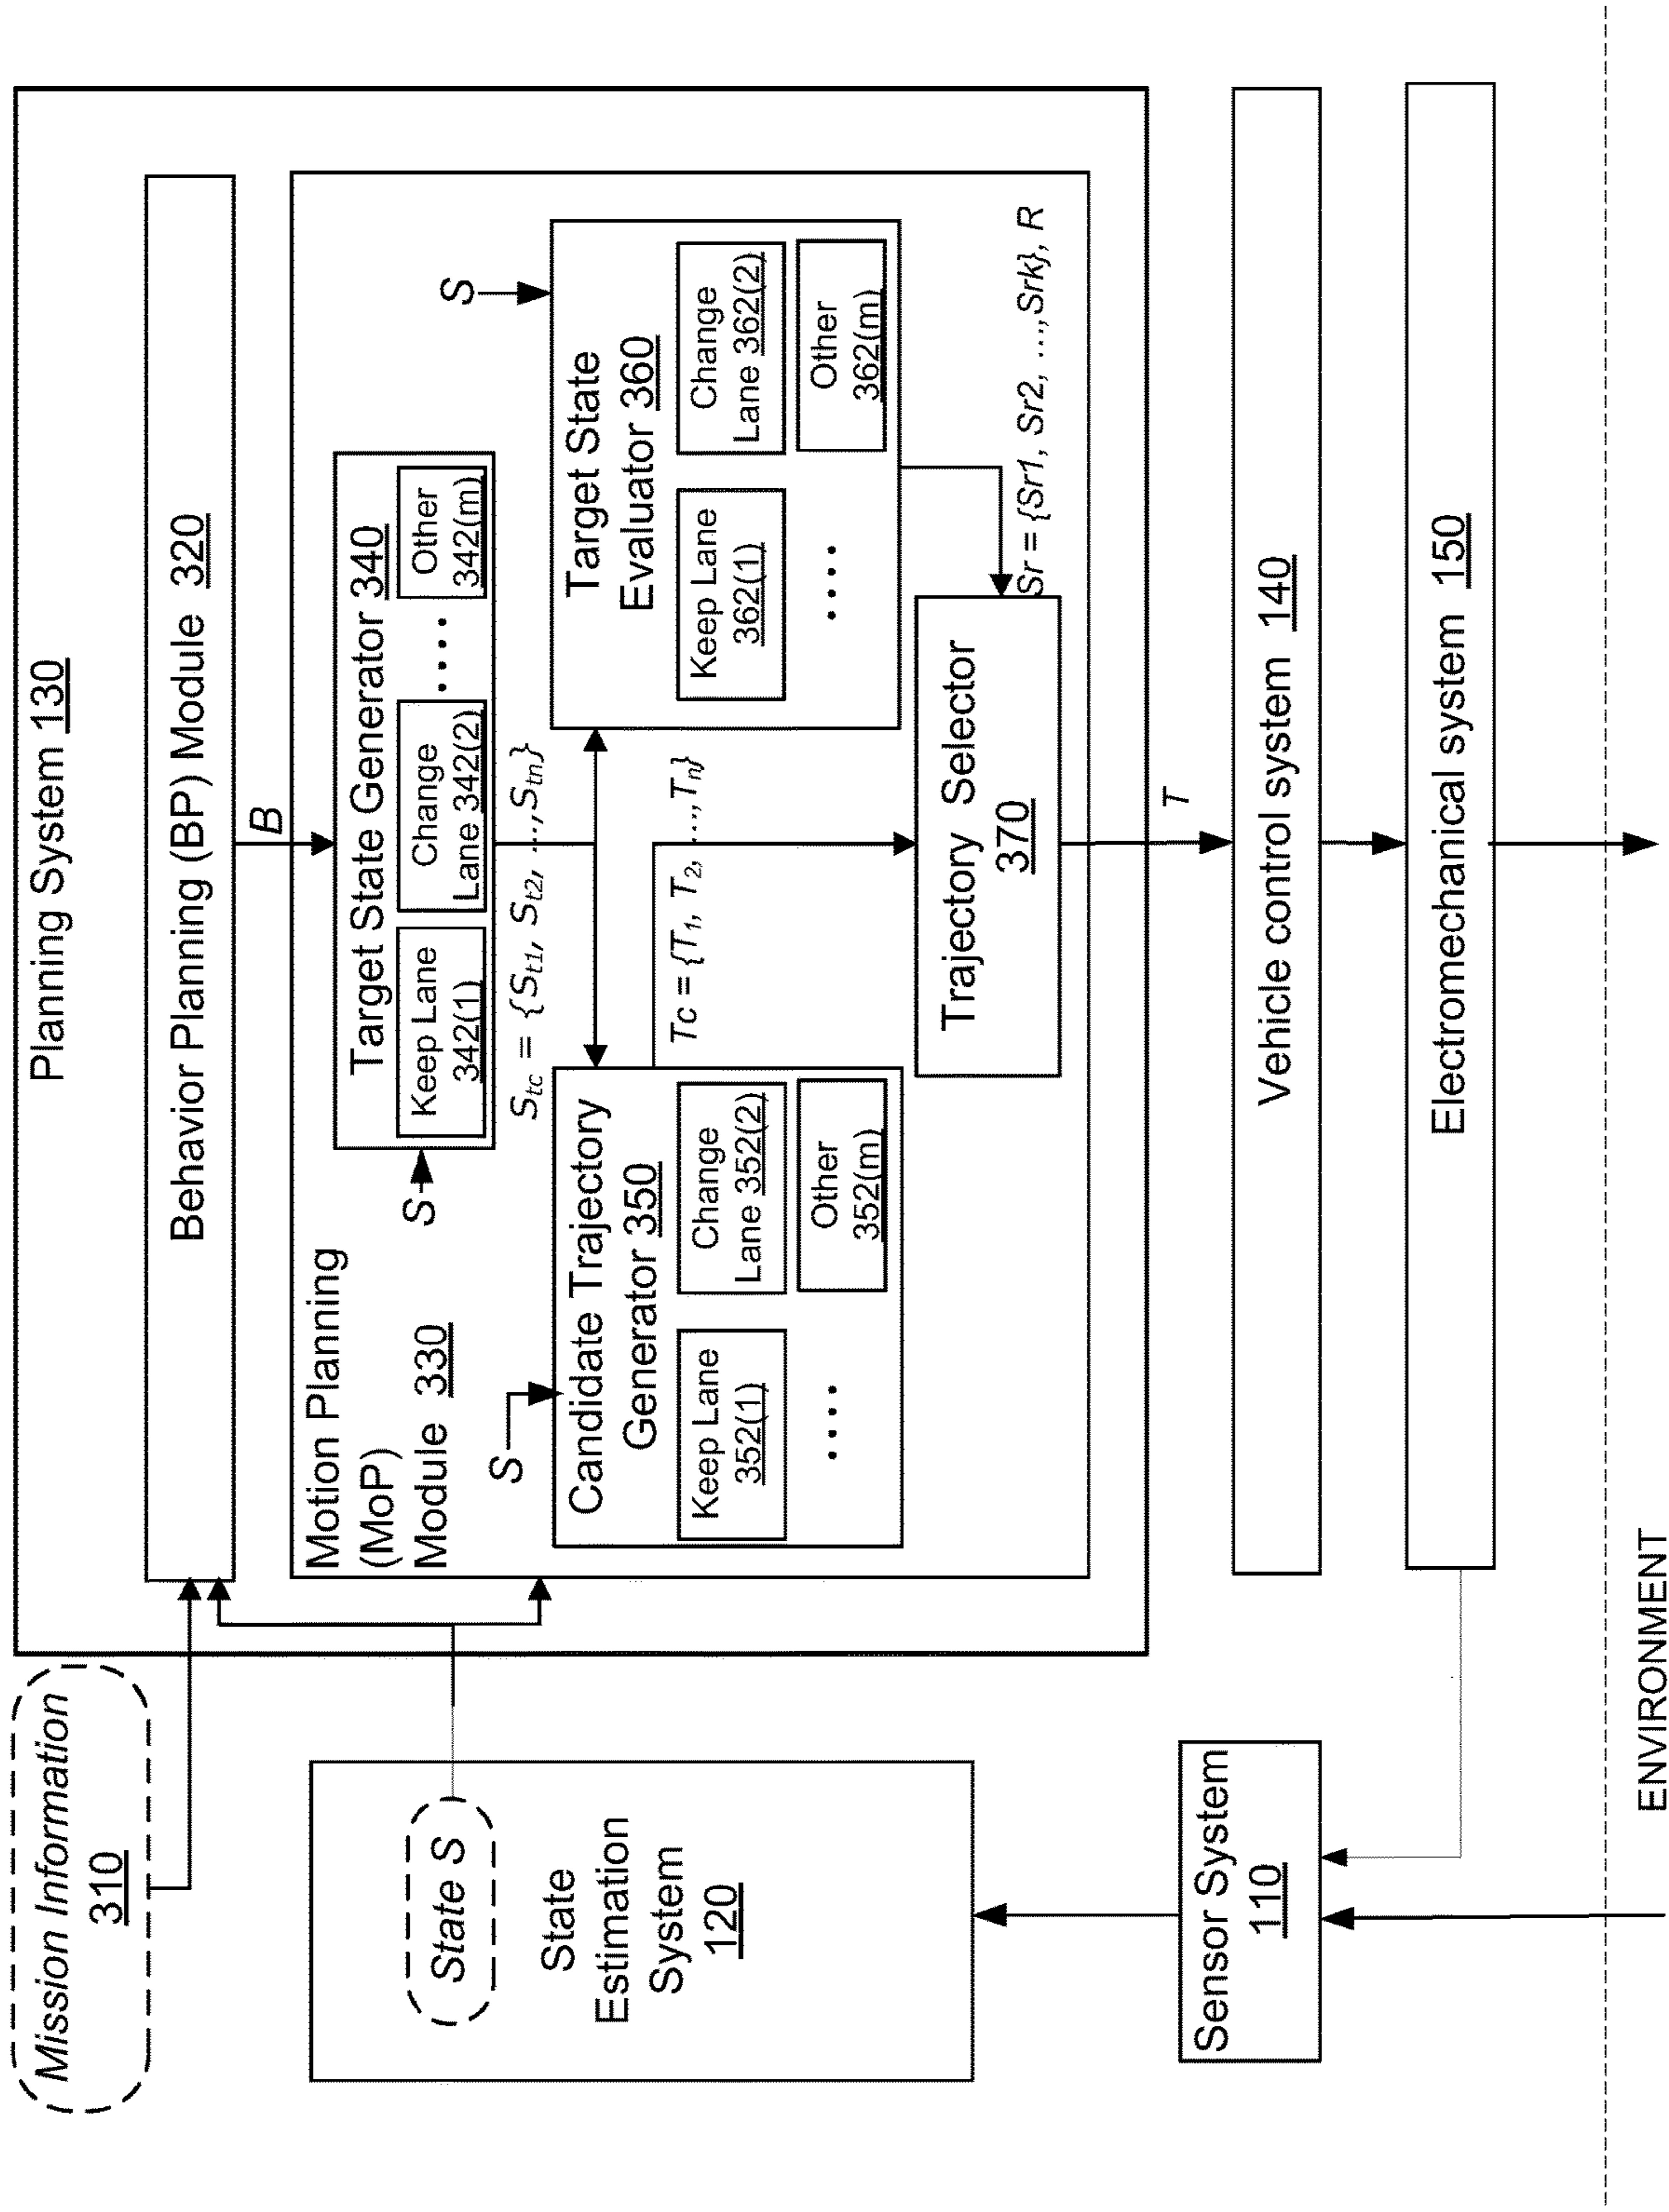 Mission Information
310
Planning System 130
Behavior Planning (BP) Module 320
B
Motion Planning
(MoP)
Module 330
S
Target State Generator 340
Keep Lane
342(1)
Change
Lane 342(2)
.....
Other
342(m)
Stc = {St1, St2, ...,Stn}
S
Candidate Trajectory
Generator 350
Keep Lane
352(1)
Change
Lane 352(2)
....
Other
352(m)
S
Target State
Evaluator 360
Keep Lane
362(1)
Change
Lane 362(2)
....
Other
362(m)
Tc = {T1, T2, ...,Tn}
Trajectory Selector
370
Sr = {Sr1, Sr2, ...,Srk}, R
T
State S
State
Estimation
System
120
Sensor System
110
Vehicle control system 140
Electromechanical system 150
ENVIRONMENT